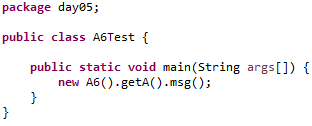 package day05;
public class A6Test {
    public static void main(String args[]) {
        new A6().getA().msg();
    }
}